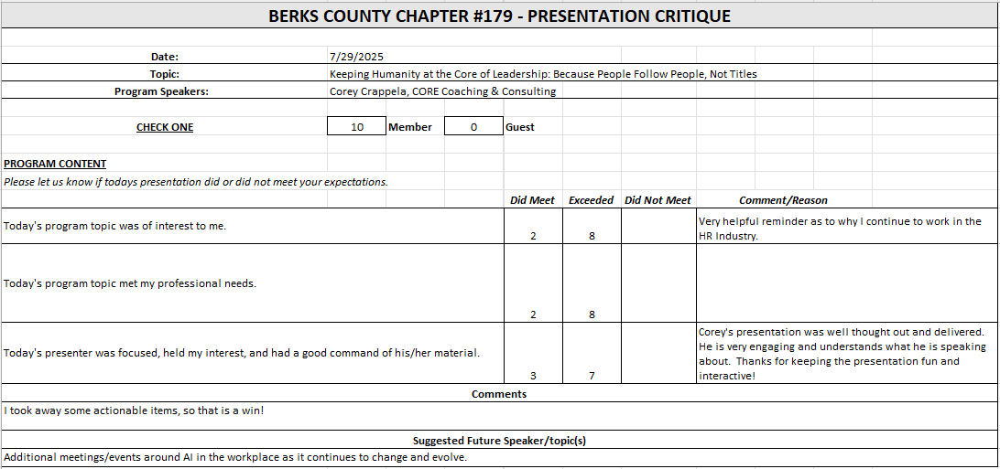 BERKS COUNTY CHAPTER #179 - PRESENTATION CRITIQUE
Date: 7/29/2025
Topic: Keeping Humanity at the Core of Leadership: Because People Follow People, Not Titles
Program Speakers: Corey Crappela, CORE Coaching & Consulting
CHECK ONE 10 Member 0 Guest
PROGRAM CONTENT
Please let us know if todays presentation did or did not meet your expectations.
Did Meet Exceeded Did Not Meet Comment/Reason
Today's program topic was of interest to me. 2 8
Very helpful reminder as to why I continue to work in the
HR Industry.
Today's program topic met my professional needs. 2 8
Today's presenter was focused, held my interest, and had a good command of his/her material. 3 7
Corey's presentation was well thought out and delivered.
He is very engaging and understands what he is speaking
about. Thanks for keeping the presentation fun and
interactive!
Comments
I took away some actionable items, so that is a win!
Suggested Future Speaker/topic(s)
Additional meetings/events around AI in the workplace as it continues to change and evolve.